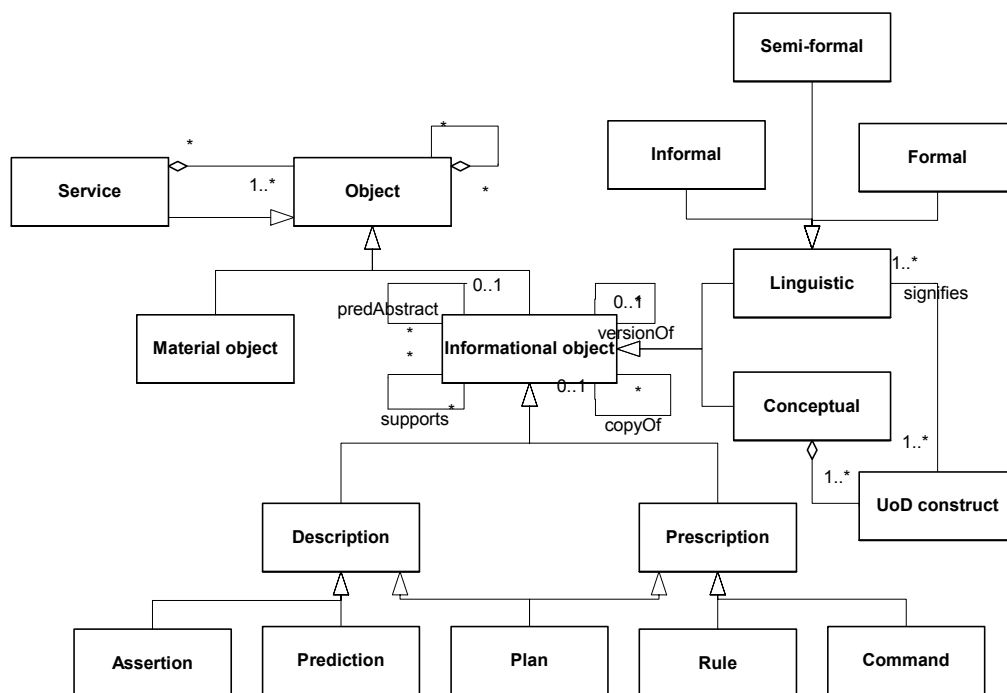 Semi-formal
Informal
Formal
*
*
Service
Object
1..*
*
Linguistic
1..*
signifies
0..1
predAbstract
0..1
*
versionOf
*
Informational object
Material object
*
0..1
*
*
supports
copyOf
Conceptual
1..*
1..*
UoD construct
Description
Prescription
Assertion
Prediction
Plan
Rule
Command